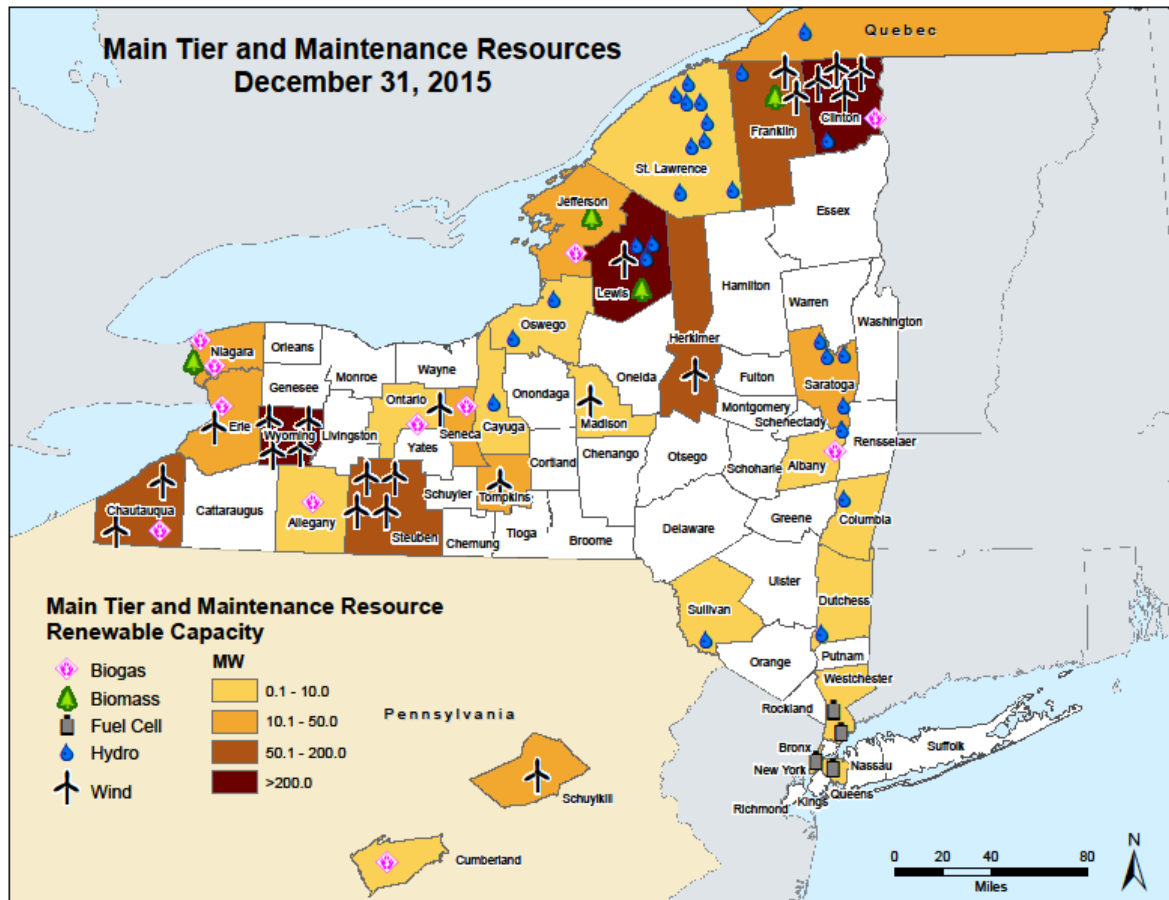 Main Tier and Maintenance Resources
December 31, 2015
Quebec
Clinton
Franklin
St. Lawrence
Essex
Jefferson
Lewis
Hamilton
Warren
Washington
Oswego
Herkimer
Niagara
Orleans
Wayne
Monroe
Genesee
Oneida
Fulton
Saratoga
Onondaga
Ontario
Montgomery
Madison
Schenectady
Erie
Wyoming
Livingston
Seneca
Cayuga
Rensselaer
Yates
Cortland
Chenango
Otsego
Schoharie
Albany
Schuyler
Tompkins
Chautauqua
Cattaraugus
Allegany
Steuben
Chemung
Tioga
Broome
Delaware
Greene
Columbia
Ulster
Sullivan
Dutchess
Orange
Putnam
Westchester
Rockland
Bronx
New York
Nassau
Suffolk
Queens
Kings
Richmond
Main Tier and Maintenance Resource
Renewable Capacity
Biogas
Biomass
Fuel Cell
Hydro
Wind
MW
0.1 - 10.0
10.1 - 50.0
50.1 - 200.0
>200.0
Pennsylvania
Schuylkill
Cumberland
N
0 20 40 80
Miles